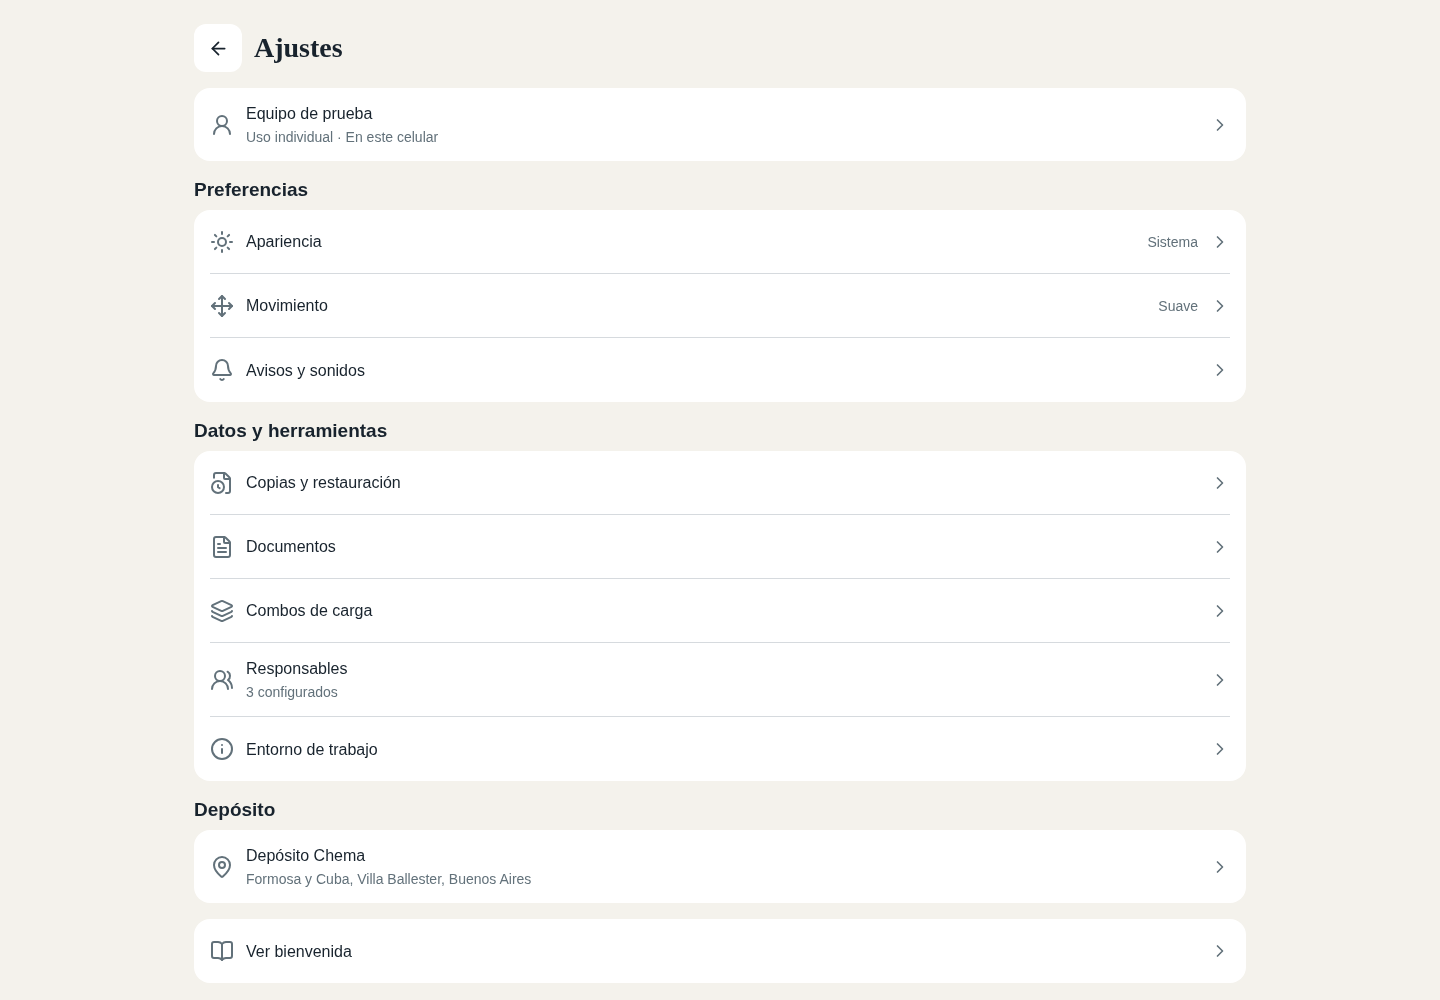 Ajustes
Equipo de prueba
Uso individual · En este celular
Preferencias
Apariencia
Sistema
Movimiento
Suave
Avisos y sonidos
Datos y herramientas
Copias y restauración
Documentos
Combos de carga
Responsables
3 configurados
Entorno de trabajo
Depósito
Depósito Chema
Formosa y Cuba, Villa Ballester, Buenos Aires
Ver bienvenida